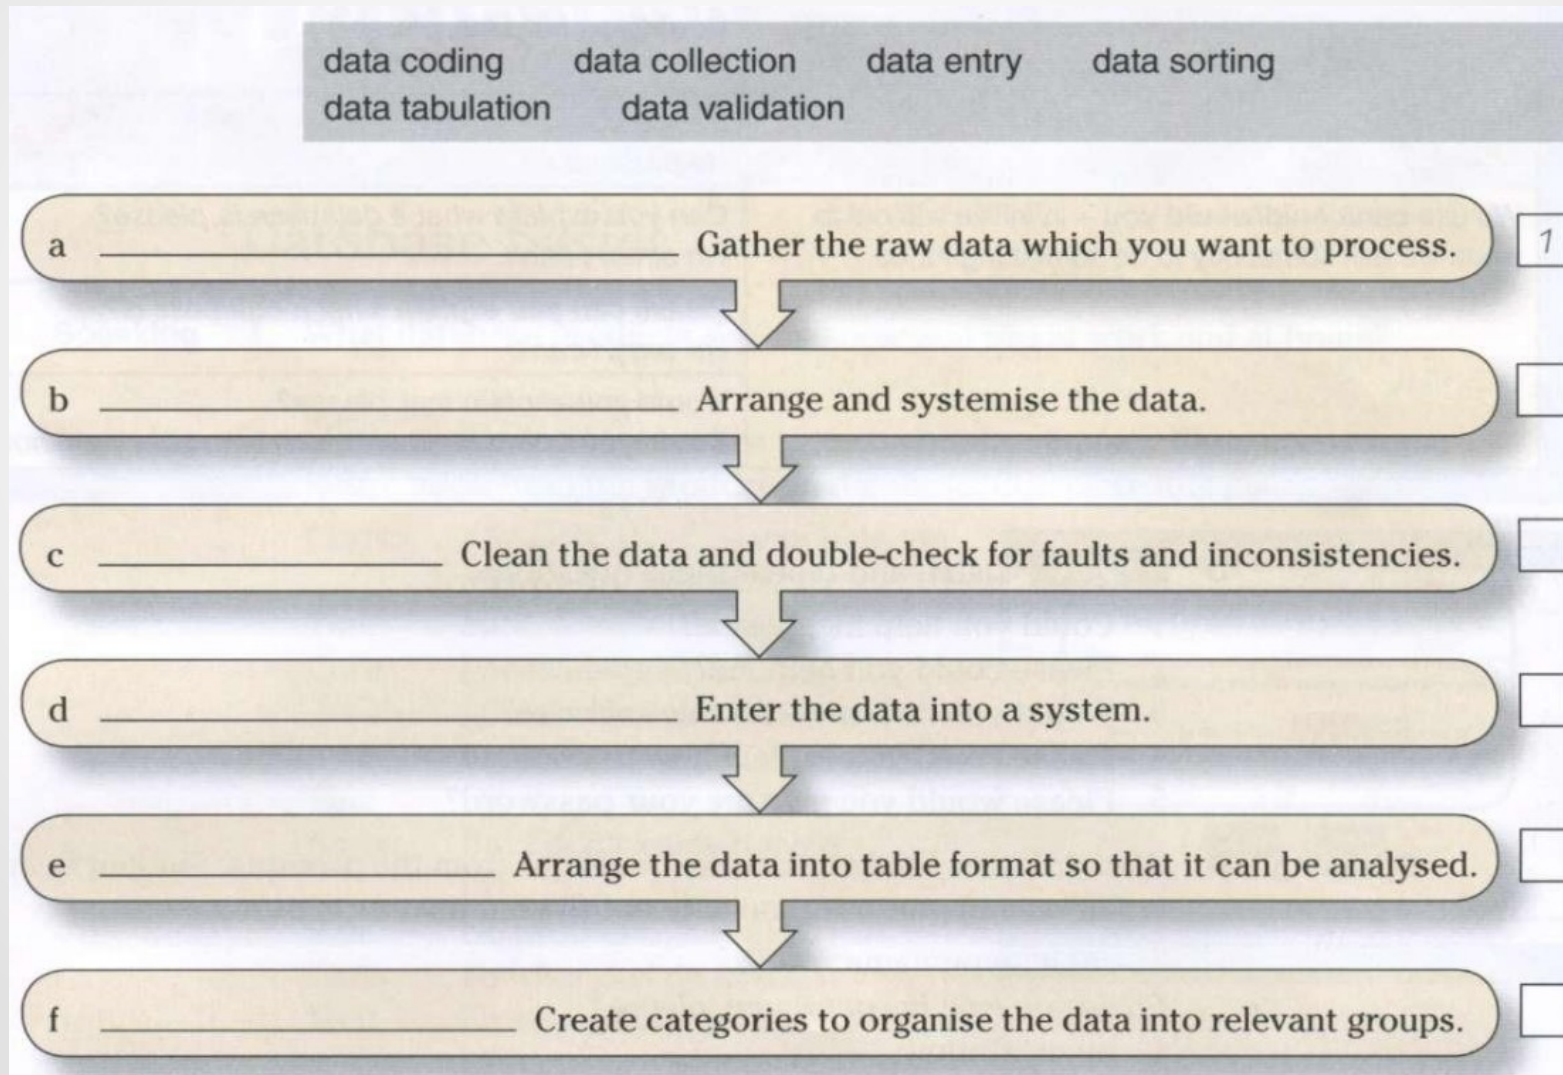 data coding data collection data entry data sorting
data tabulation data validation
a Gather the raw data which you want to process. 1
b Arrange and systemise the data.
c Clean the data and double-check for faults and inconsistencies.
d Enter the data into a system.
e Arrange the data into table format so that it can be analysed.
f Create categories to organise the data into relevant groups.